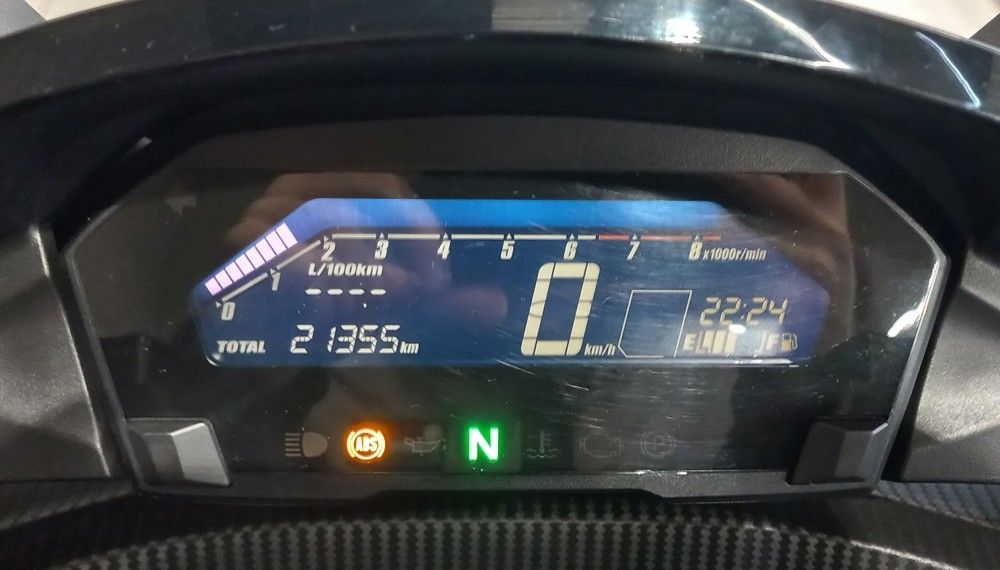 2 3 4 5 6 7 8 x1000r/min
1
0
L/100km
----
22:24
0 km/h
E F
TOTAL 21355 km
ABS N
P